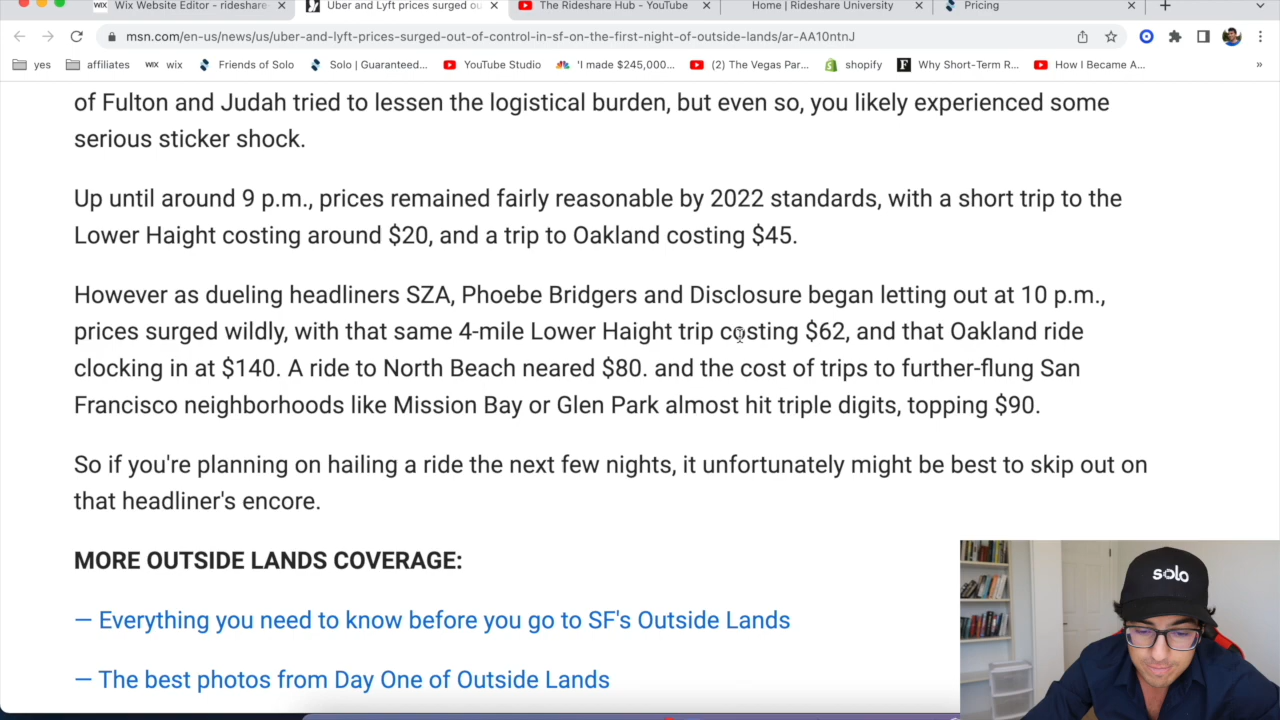 WIX Wix Website Editor - rideshare
Uber and Lyft prices surged ou
The Rideshare Hub - YouTube
Home | Rideshare University
Pricing
msn.com/en-us/news/us/uber-and-lyft-prices-surged-out-of-control-in-sf-on-the-first-night-of-outside-lands/ar-AA10ntnJ
yes
affiliates
WIX wix
Friends of Solo
Solo | Guaranteed...
YouTube Studio
'I made $245,000...
(2) The Vegas Par...
shopify
Why Short-Term R...
How I Became A...
»
of Fulton and Judah tried to lessen the logistical burden, but even so, you likely experienced some
serious sticker shock.
Up until around 9 p.m., prices remained fairly reasonable by 2022 standards, with a short trip to the
Lower Haight costing around $20, and a trip to Oakland costing $45.
However as dueling headliners SZA, Phoebe Bridgers and Disclosure began letting out at 10 p.m.,
prices surged wildly, with that same 4-mile Lower Haight trip costing $62, and that Oakland ride
clocking in at $140. A ride to North Beach neared $80. and the cost of trips to further-flung San
Francisco neighborhoods like Mission Bay or Glen Park almost hit triple digits, topping $90.
So if you're planning on hailing a ride the next few nights, it unfortunately might be best to skip out on
that headliner's encore.
MORE OUTSIDE LANDS COVERAGE:
— Everything you need to know before you go to SF's Outside Lands
— The best photos from Day One of Outside Lands
solo